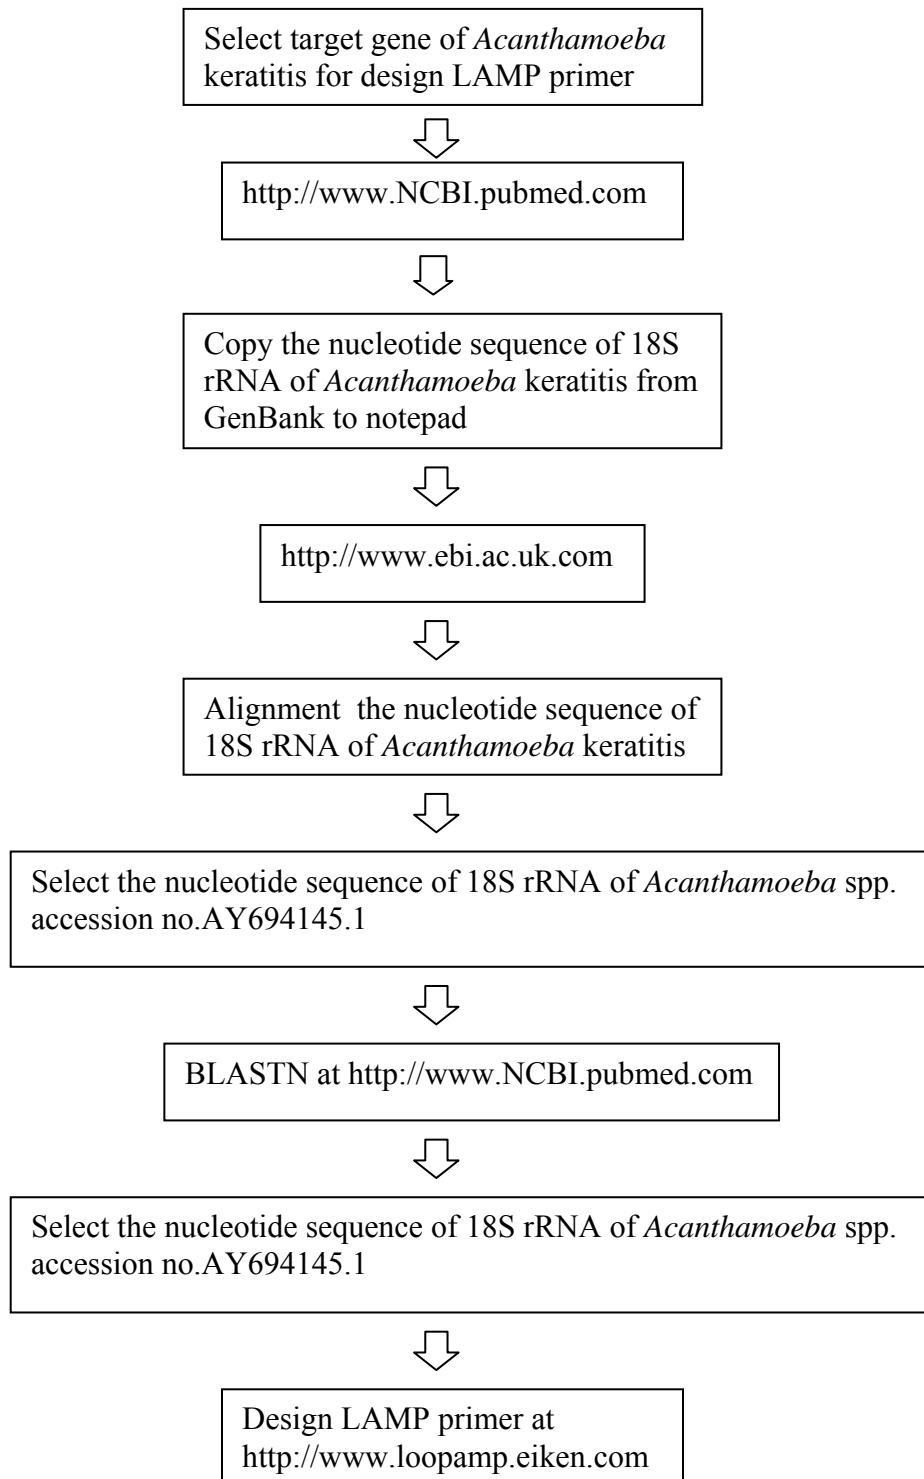 Select target gene of Acanthamoeba
keratitis for design LAMP primer
http://www.NCBI.pubmed.com
Copy the nucleotide sequence of 18S
rRNA of Acanthamoeba keratitis from
GenBank to notepad
http://www.ebi.ac.uk.com
Alignment  the nucleotide sequence of
18S rRNA of Acanthamoeba keratitis
Select the nucleotide sequence of 18S rRNA of Acanthamoeba spp.
accession no.AY694145.1
BLASTN at http://www.NCBI.pubmed.com
Select the nucleotide sequence of 18S rRNA of Acanthamoeba spp.
accession no.AY694145.1
Design LAMP primer at
http://www.loopamp.eiken.com